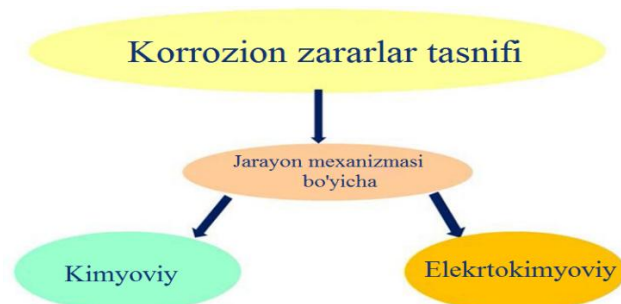 Korrozion zararlar tasnifi
Jarayon mexanizmasi
bo'yicha
Kimyoviy
Elekrtokimyoviy